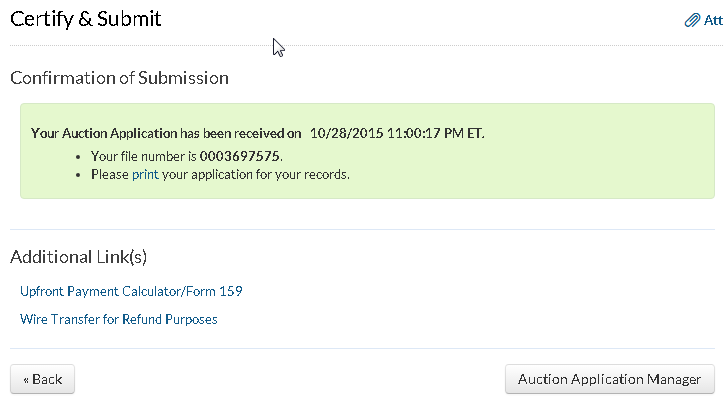 Certify & Submit
Att
Confirmation of Submission
Your Auction Application has been received on 10/28/2015 11:00:17 PM ET.
• Your file number is 0003697575.
• Please print your application for your records.
Additional Link(s)
Upfront Payment Calculator/Form 159
Wire Transfer for Refund Purposes
« Back
Auction Application Manager